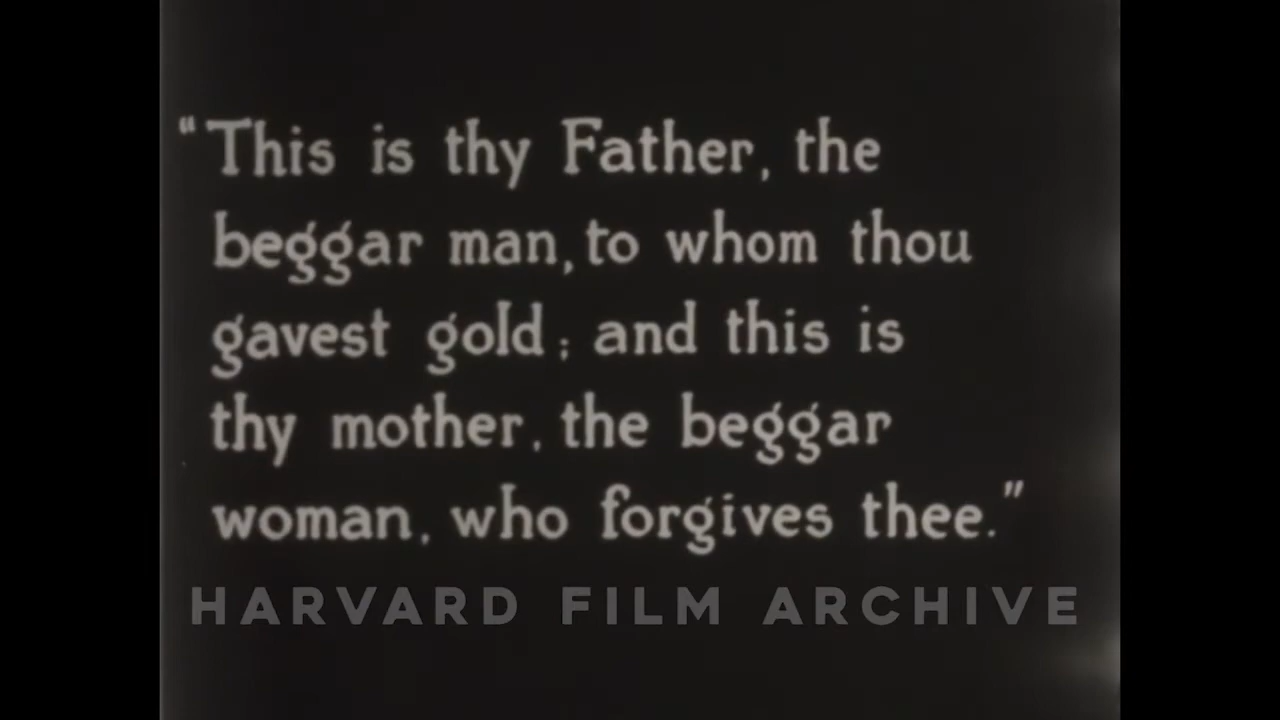 “This is thy Father, the
beggar man, to whom thou
gavest gold; and this is
thy mother, the beggar
woman, who forgives thee.”
HARVARD FILM ARCHIVE